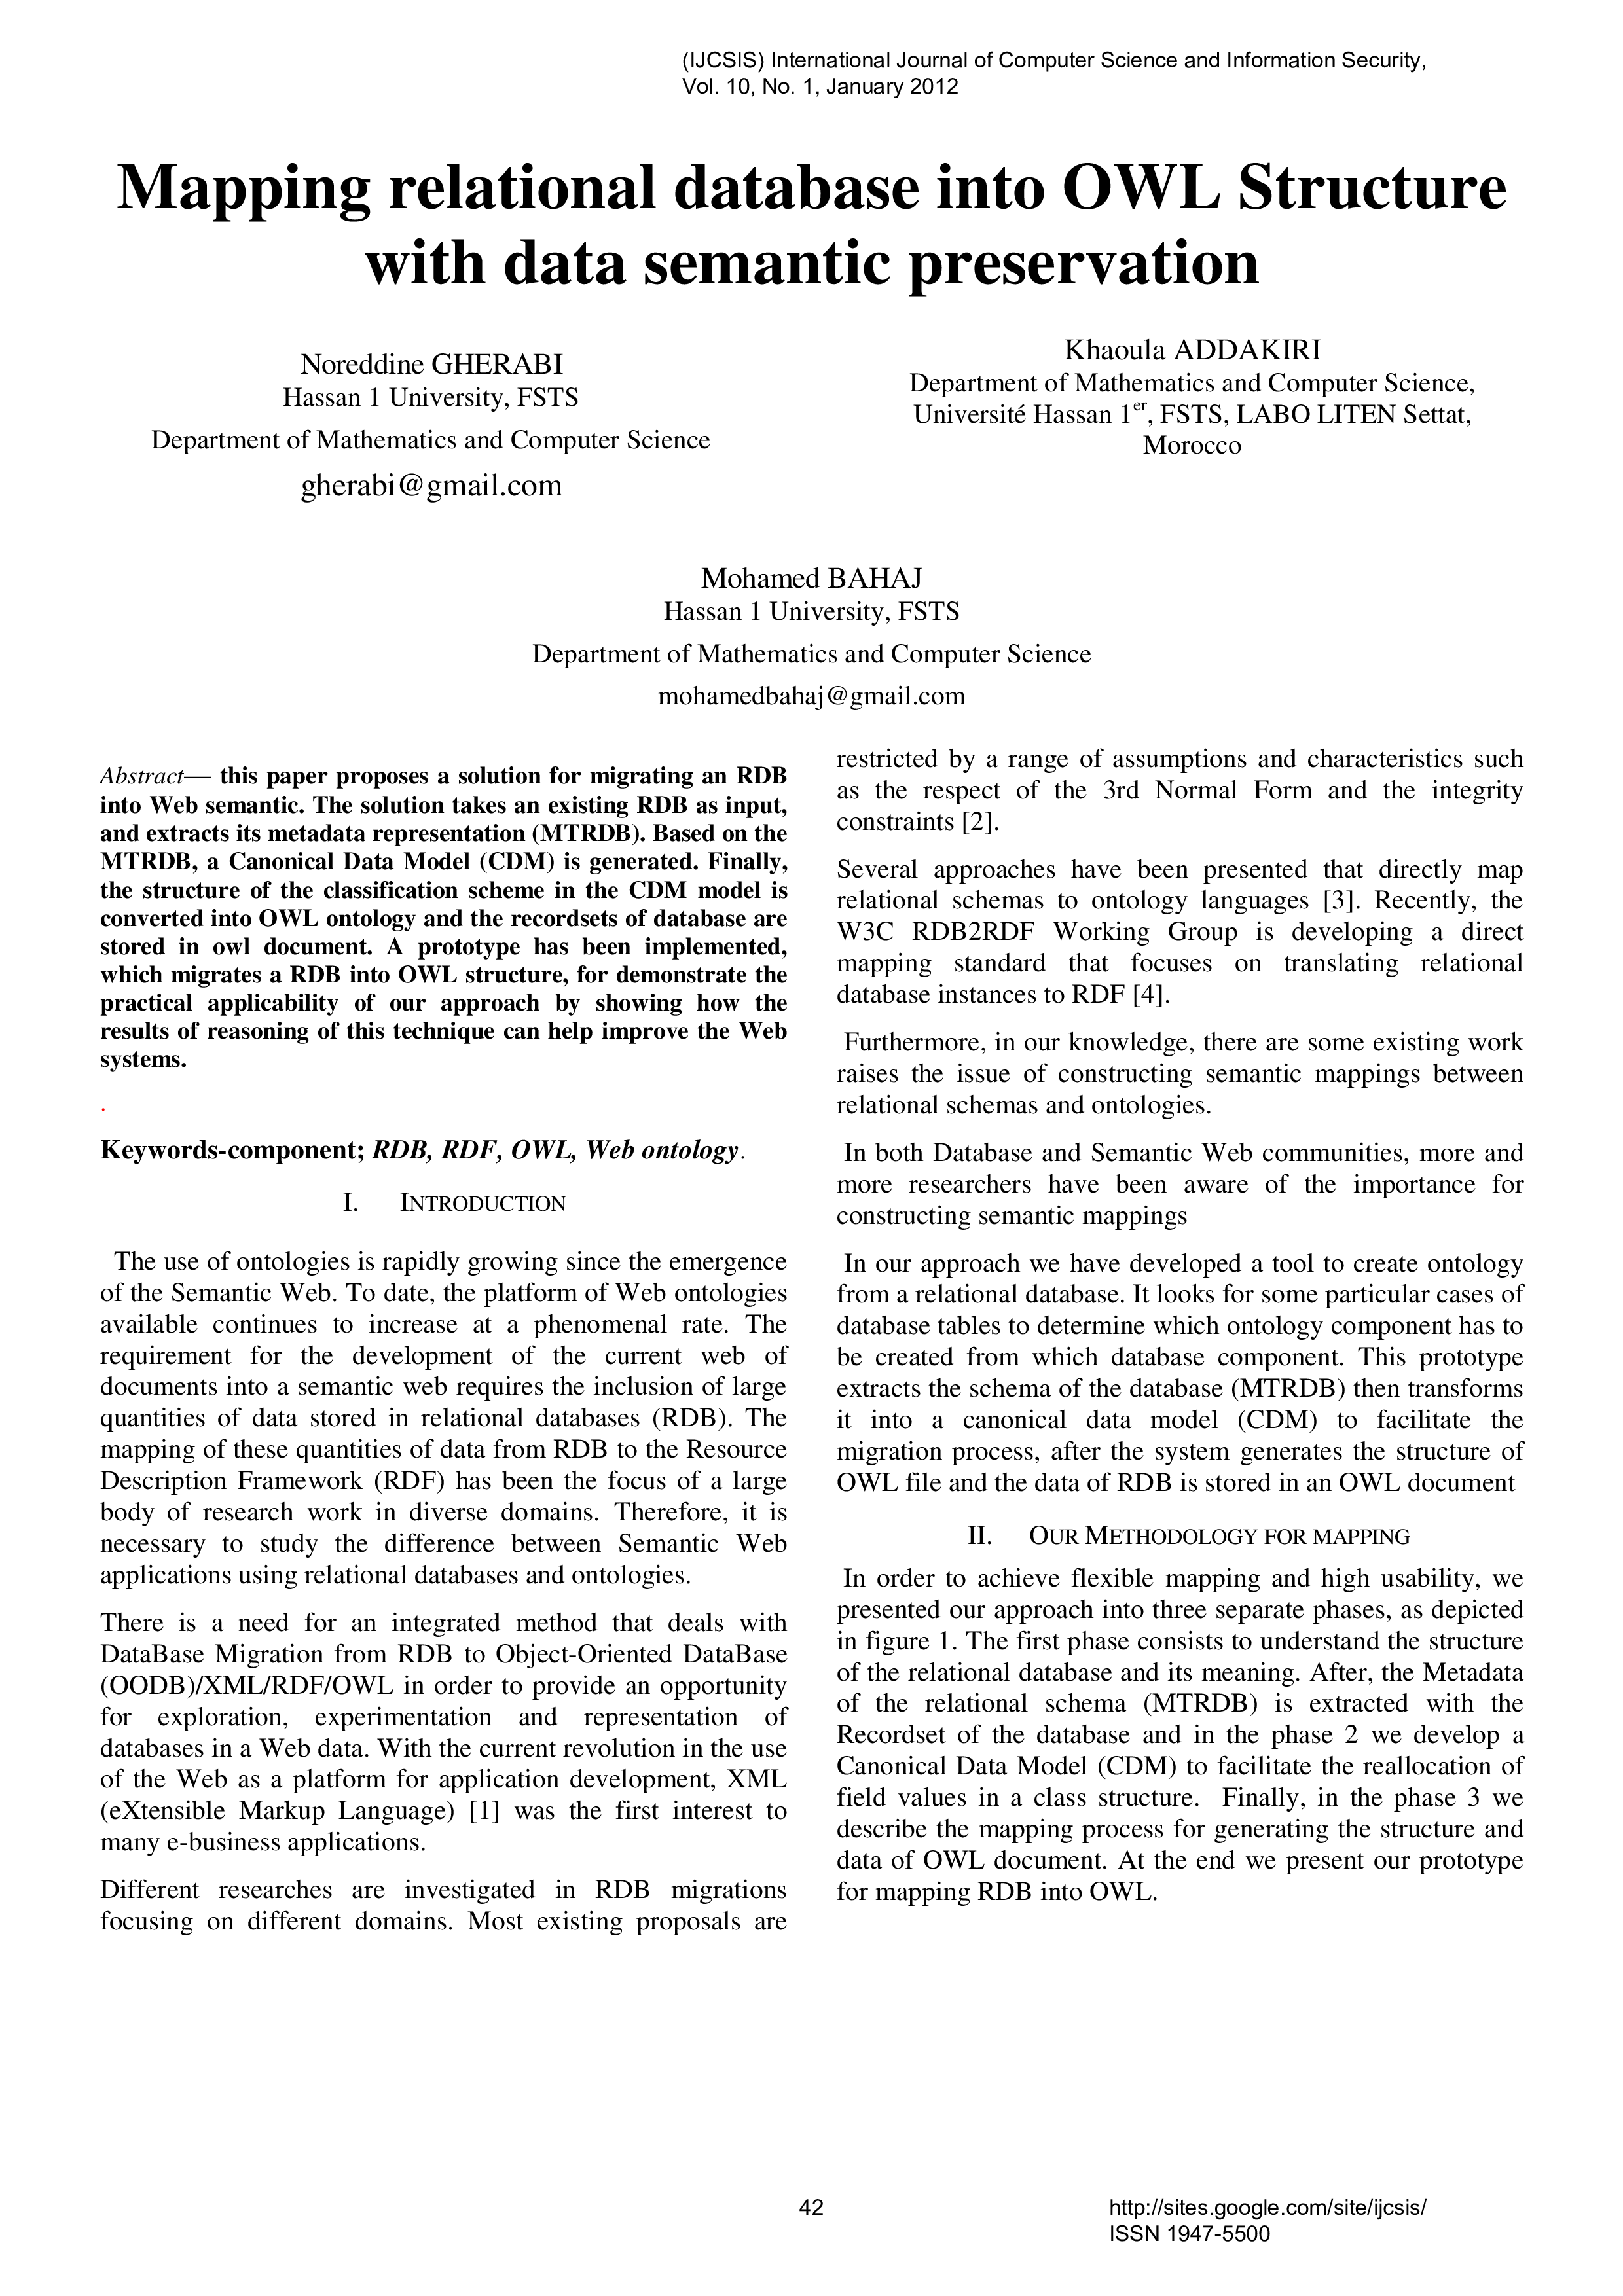 (IJCSIS) International Journal of Computer Science and Information Security,
Vol. 10, No. 1, January 2012
Mapping relational database into OWL Structure
with data semantic preservation
Noreddine GHERABI
Hassan 1 University, FSTS
Department of Mathematics and Computer Science
gherabi@gmail.com
Khaoula ADDAKIRI
Department of Mathematics and Computer Science,
Université Hassan 1er, FSTS, LABO LITEN Settat,
Morocco
Mohamed BAHAJ
Hassan 1 University, FSTS
Department of Mathematics and Computer Science
mohamedbahaj@gmail.com
Abstract— this paper proposes a solution for migrating an RDB
into Web semantic. The solution takes an existing RDB as input,
and extracts its metadata representation (MTRDB). Based on the
MTRDB, a Canonical Data Model (CDM) is generated. Finally,
the structure of the classification scheme in the CDM model is
converted into OWL ontology and the recordsets of database are
stored in owl document. A prototype has been implemented,
which migrates a RDB into OWL structure, for demonstrate the
practical applicability of our approach by showing how the
results of reasoning of this technique can help improve the Web
systems.
.
Keywords-component; RDB, RDF, OWL, Web ontology.
I. INTRODUCTION
The use of ontologies is rapidly growing since the emergence
of the Semantic Web. To date, the platform of Web ontologies
available continues to increase at a phenomenal rate. The
requirement for the development of the current web of
documents into a semantic web requires the inclusion of large
quantities of data stored in relational databases (RDB). The
mapping of these quantities of data from RDB to the Resource
Description Framework (RDF) has been the focus of a large
body of research work in diverse domains. Therefore, it is
necessary to study the difference between Semantic Web
applications using relational databases and ontologies.
There is a need for an integrated method that deals with
DataBase Migration from RDB to Object-Oriented DataBase
(OODB)/XML/RDF/OWL in order to provide an opportunity
for exploration, experimentation and representation of
databases in a Web data. With the current revolution in the use
of the Web as a platform for application development, XML
(eXtensible Markup Language) [1] was the first interest to
many e-business applications.
Different researches are investigated in RDB migrations
focusing on different domains. Most existing proposals are
restricted by a range of assumptions and characteristics such
as the respect of the 3rd Normal Form and the integrity
constraints [2].
Several approaches have been presented that directly map
relational schemas to ontology languages [3]. Recently, the
W3C RDB2RDF Working Group is developing a direct
mapping standard that focuses on translating relational
database instances to RDF [4].
Furthermore, in our knowledge, there are some existing work
raises the issue of constructing semantic mappings between
relational schemas and ontologies.
In both Database and Semantic Web communities, more and
more researchers have been aware of the importance for
constructing semantic mappings
In our approach we have developed a tool to create ontology
from a relational database. It looks for some particular cases of
database tables to determine which ontology component has to
be created from which database component. This prototype
extracts the schema of the database (MTRDB) then transforms
it into a canonical data model (CDM) to facilitate the
migration process, after the system generates the structure of
OWL file and the data of RDB is stored in an OWL document
II. OUR METHODOLOGY FOR MAPPING
In order to achieve flexible mapping and high usability, we
presented our approach into three separate phases, as depicted
in figure 1. The first phase consists to understand the structure
of the relational database and its meaning. After, the Metadata
of the relational schema (MTRDB) is extracted with the
Recordset of the database and in the phase 2 we develop a
Canonical Data Model (CDM) to facilitate the reallocation of
field values in a class structure. Finally, in the phase 3 we
describe the mapping process for generating the structure and
data of OWL document. At the end we present our prototype
for mapping RDB into OWL.
42
http://sites.google.com/site/ijcsis/
ISSN 1947-5500